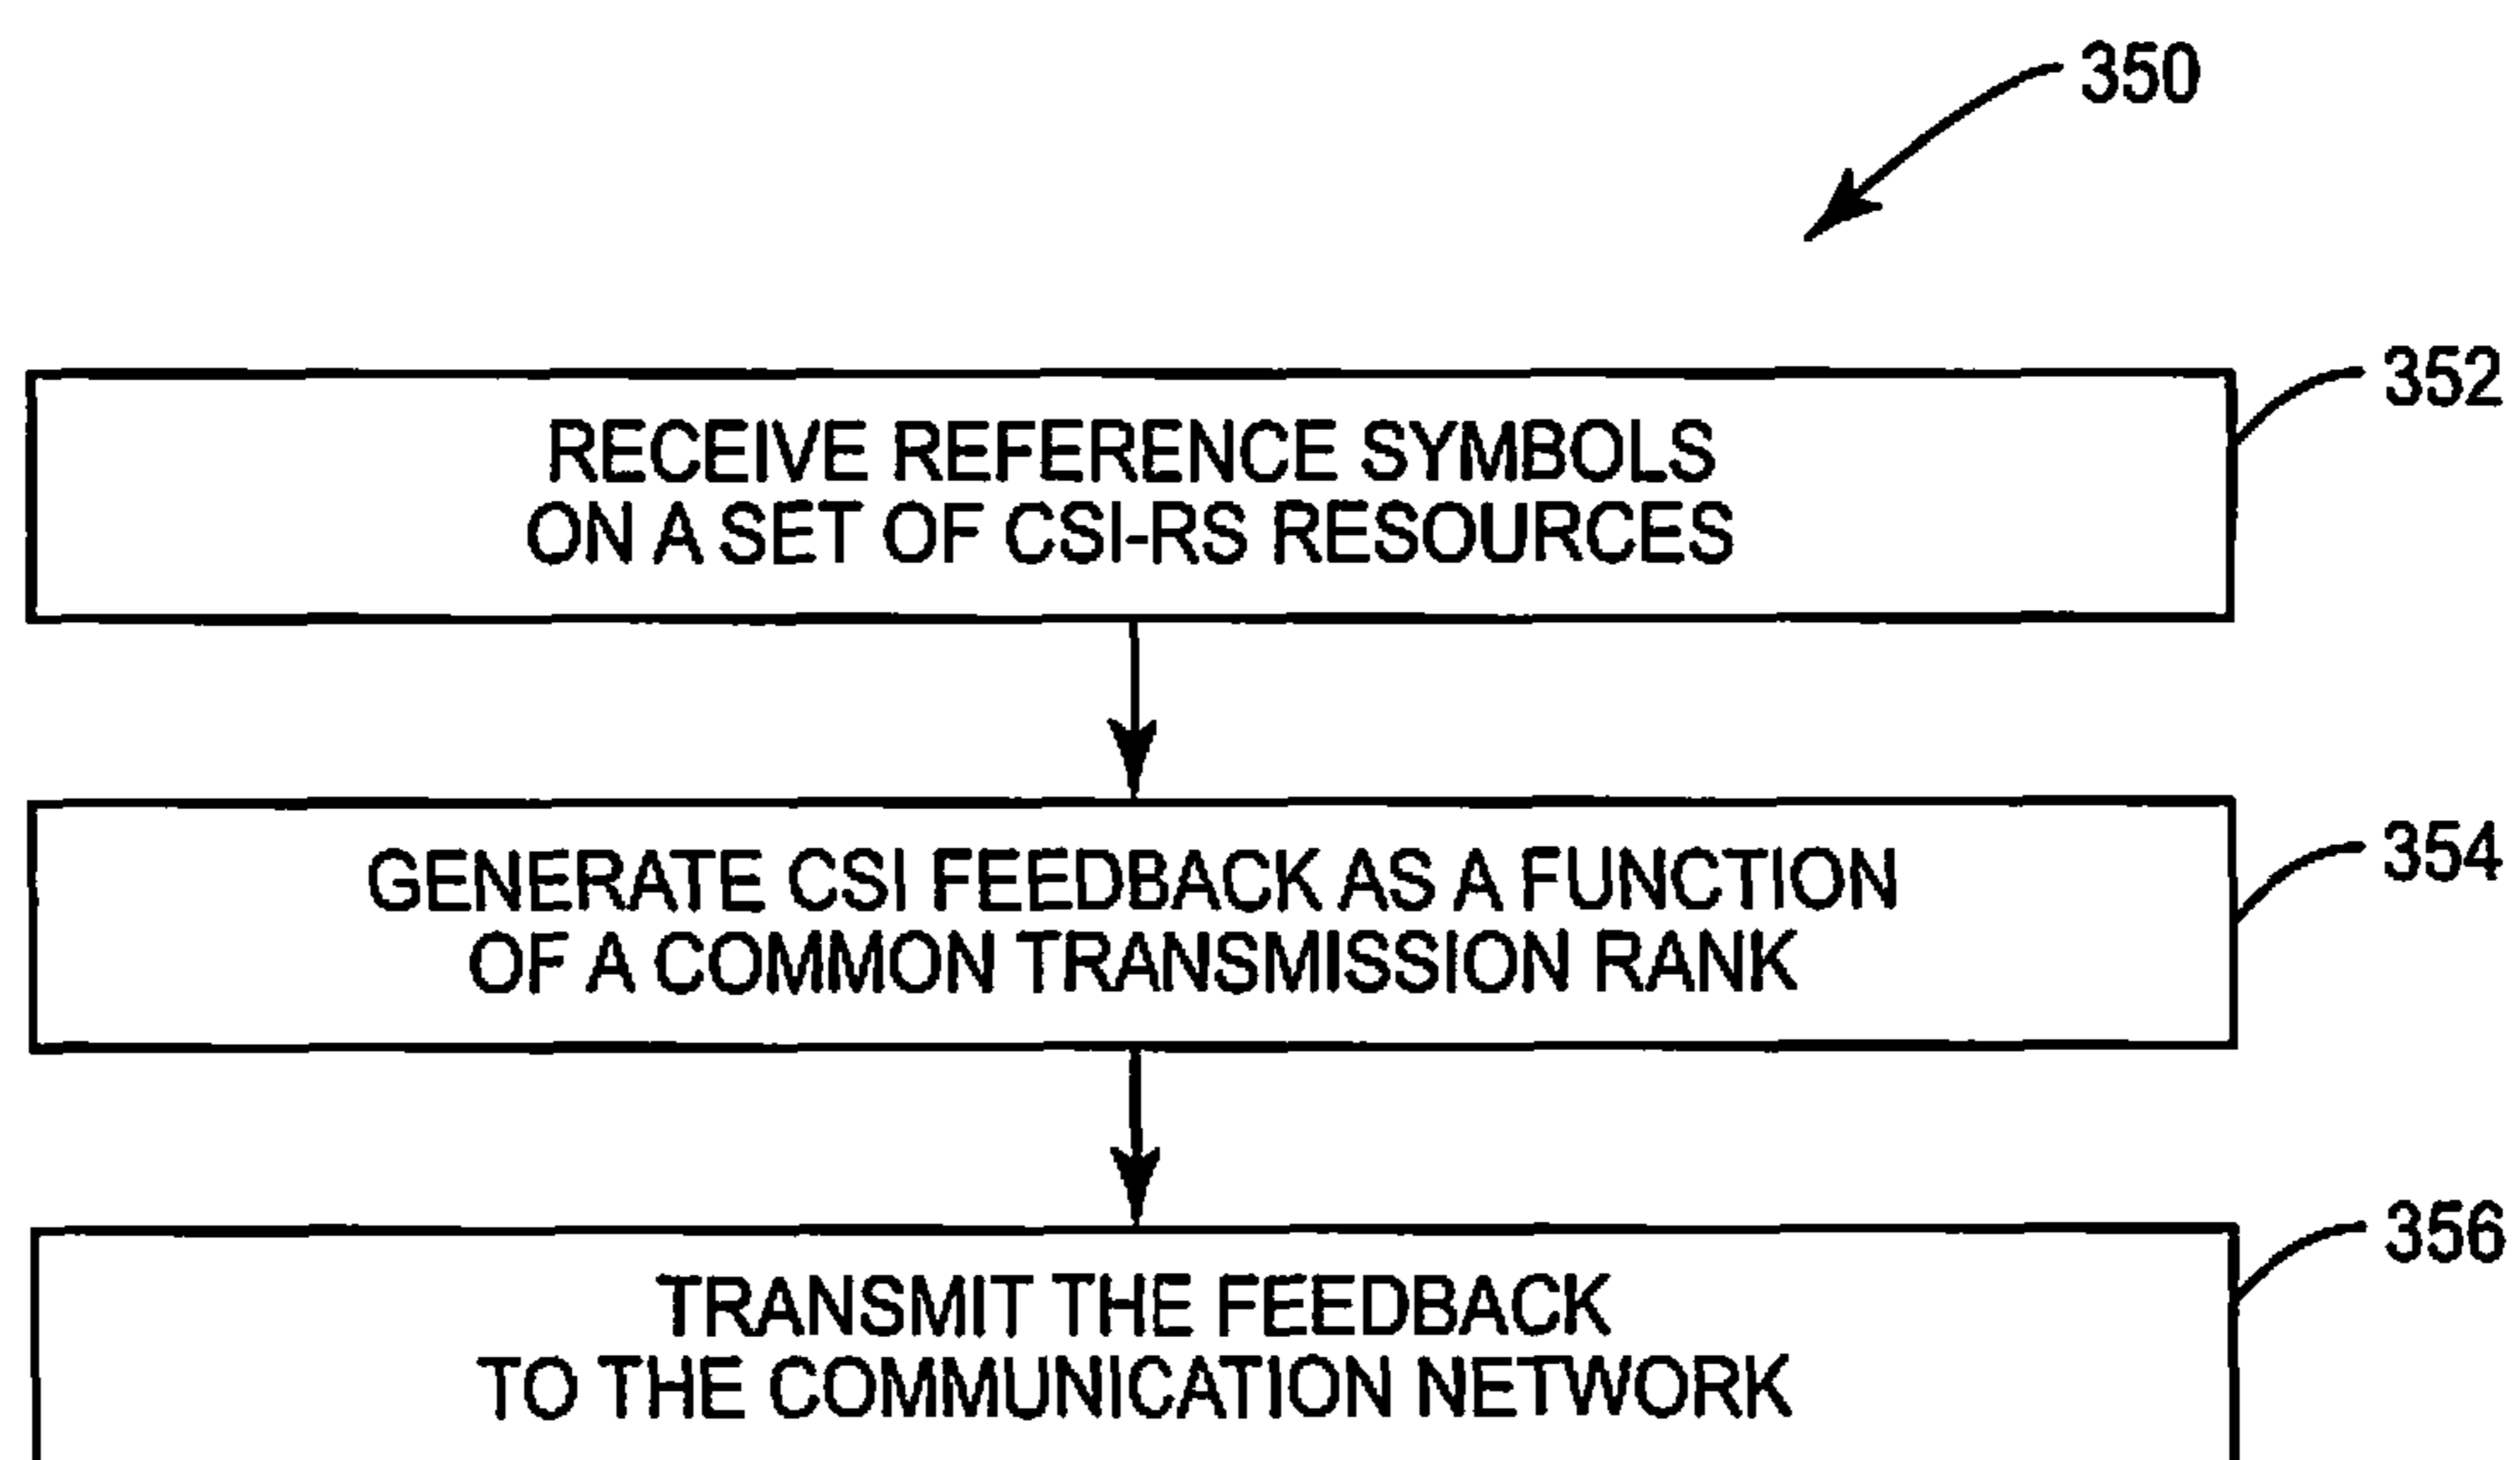 350
352
RECEIVE REFERENCE SYMBOLS
ON A SET OF CSI-RS RESOURCES
354
GENERATE CSI FEEDBACK AS A FUNCTION
OF A COMMON TRANSMISSION RANK
356
TRANSMIT THE FEEDBACK
TO THE COMMUNICATION NETWORK